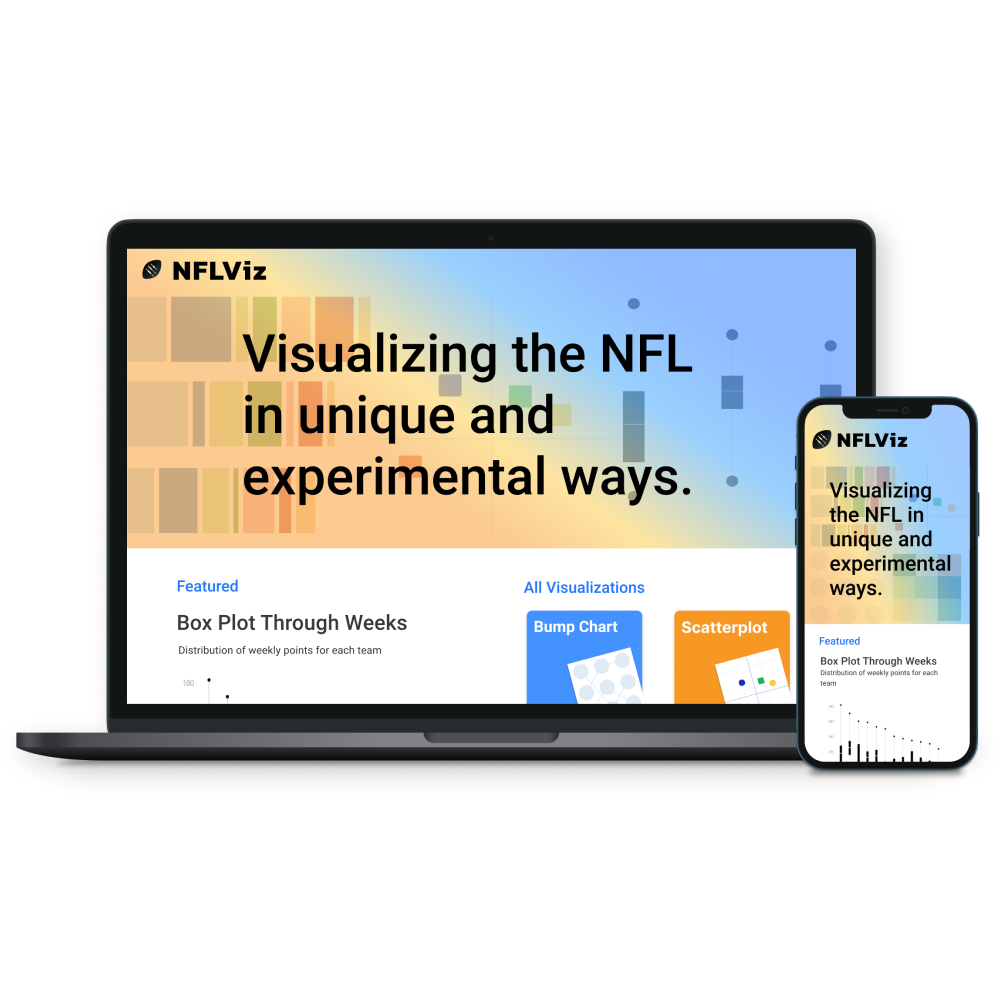 NFLViz
Visualizing the NFL
in unique and
experimental ways.
Featured
Box Plot Through Weeks
Distribution of weekly points for each team
180
All Visualizations
Bump Chart
Scatterplot
NFLViz
Visualizing
the NFL in
unique and
experimental
ways.
Featured
Box Plot Through Weeks
Distribution of weekly points for each
team